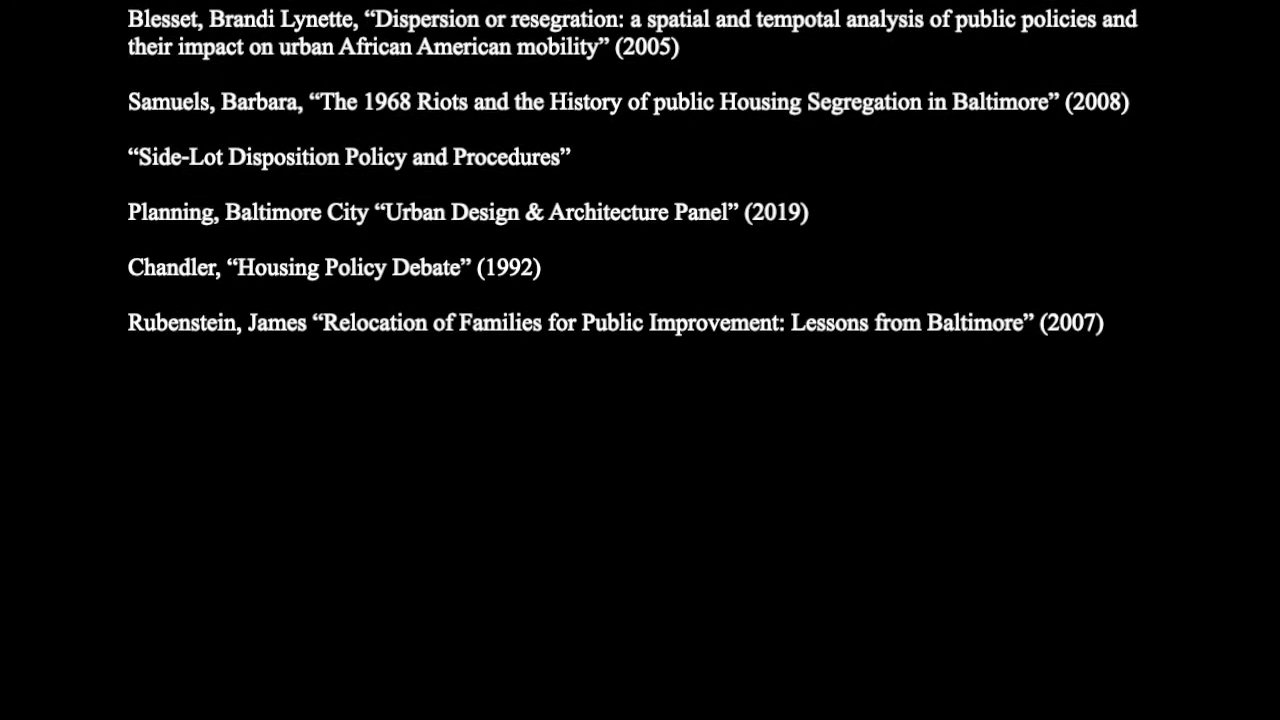 Blesset, Brandi Lynette, “Dispersion or resegration: a spatial and tempotal analysis of public policies and
their impact on urban African American mobility” (2005)
Samuels, Barbara, “The 1968 Riots and the History of public Housing Segregation in Baltimore” (2008)
“Side-Lot Disposition Policy and Procedures”
Planning, Baltimore City “Urban Design & Architecture Panel” (2019)
Chandler, “Housing Policy Debate” (1992)
Rubenstein, James “Relocation of Families for Public Improvement: Lessons from Baltimore” (2007)